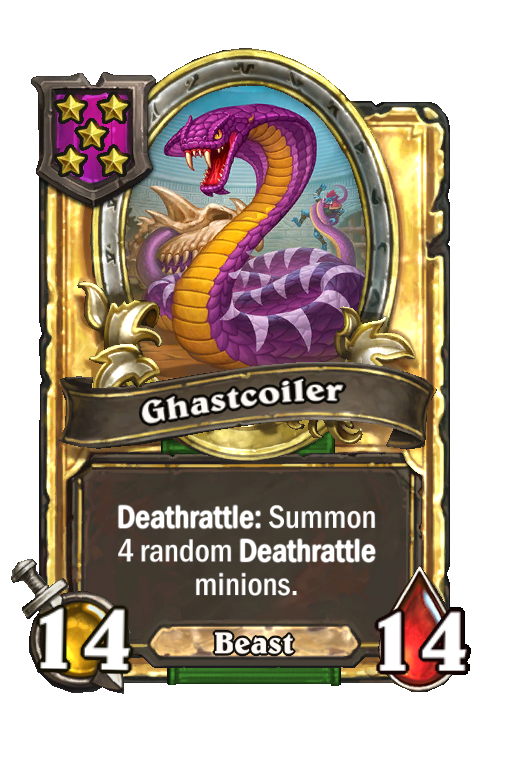 Ghastcoiler
Deathrattle: Summon
4 random Deathrattle
minions.
14
Beast
14